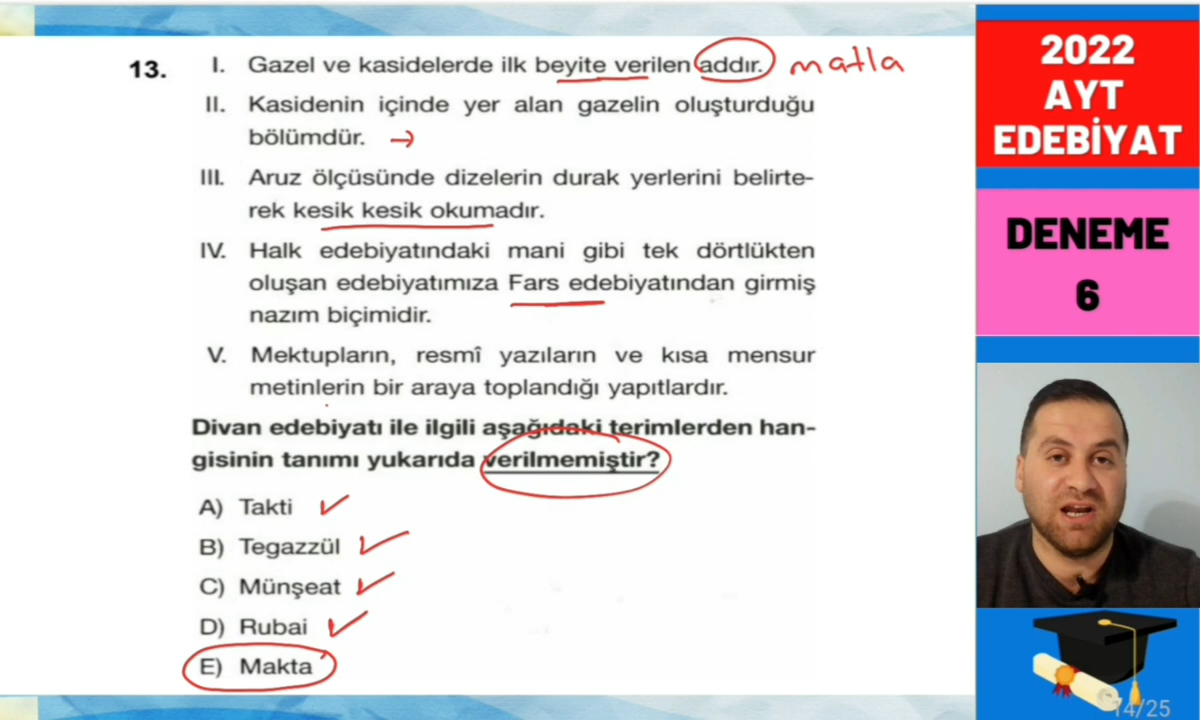 13. I. Gazel ve kasidelerde ilk beyite verilen addır. matla
II. Kasidenin içinde yer alan gazelin oluşturduğu
bölümdür.
III. Aruz ölçüsünde dizelerin durak yerlerini belirte-
rek kesik kesik okumadır.
IV. Halk edebiyatındaki mani gibi tek dörtlükten
oluşan edebiyatımıza Fars edebiyatından girmiş
nazım biçimidir.
V. Mektupların, resmî yazıların ve kısa mensur
metinlerin bir araya toplandığı yapıtlardır.
Divan edebiyatı ile ilgili aşağıdaki terimlerden han-
gisinin tanımı yukarıda verilmemiştir?
A) Takti
B) Tegazzül
C) Münşeat
D) Rubai
E) Makta
2022
AYT
EDEBİYAT
DENEME
6
14/25